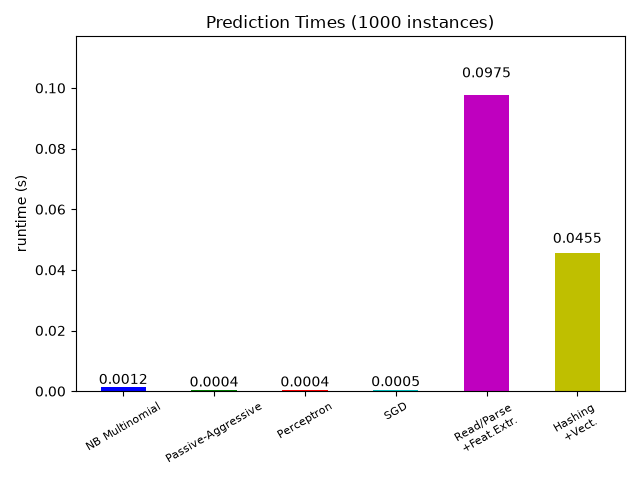 Prediction Times (1000 instances)
runtime (s)
0.10
0.08
0.06
0.04
0.02
0.00
0.0012
0.0004
0.0004
0.0005
0.0975
0.0455
NB Multinomial
Passive-Aggressive
Perceptron
SGD
Read/Parse
+Feat.Extr.
Hashing
+Vect.